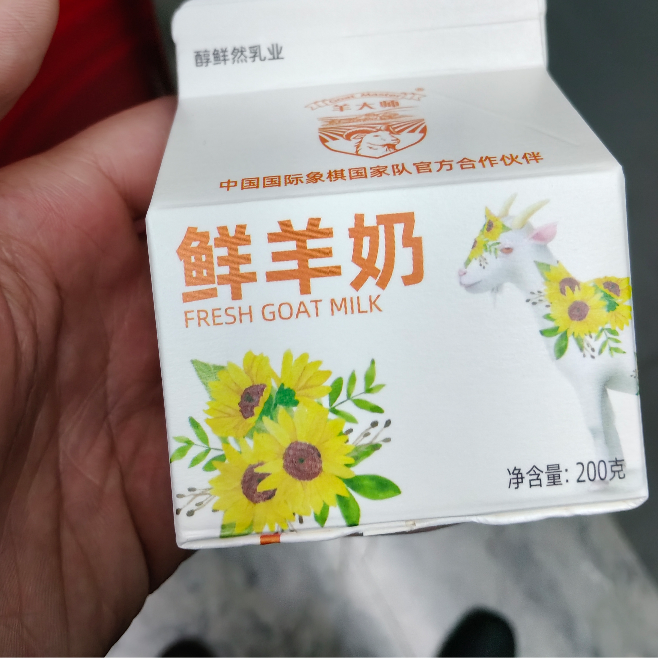 醇鲜然乳业
羊大师
中国国际象棋国家队官方合作伙伴
鲜羊奶
FRESH GOAT MILK
净含量: 200克